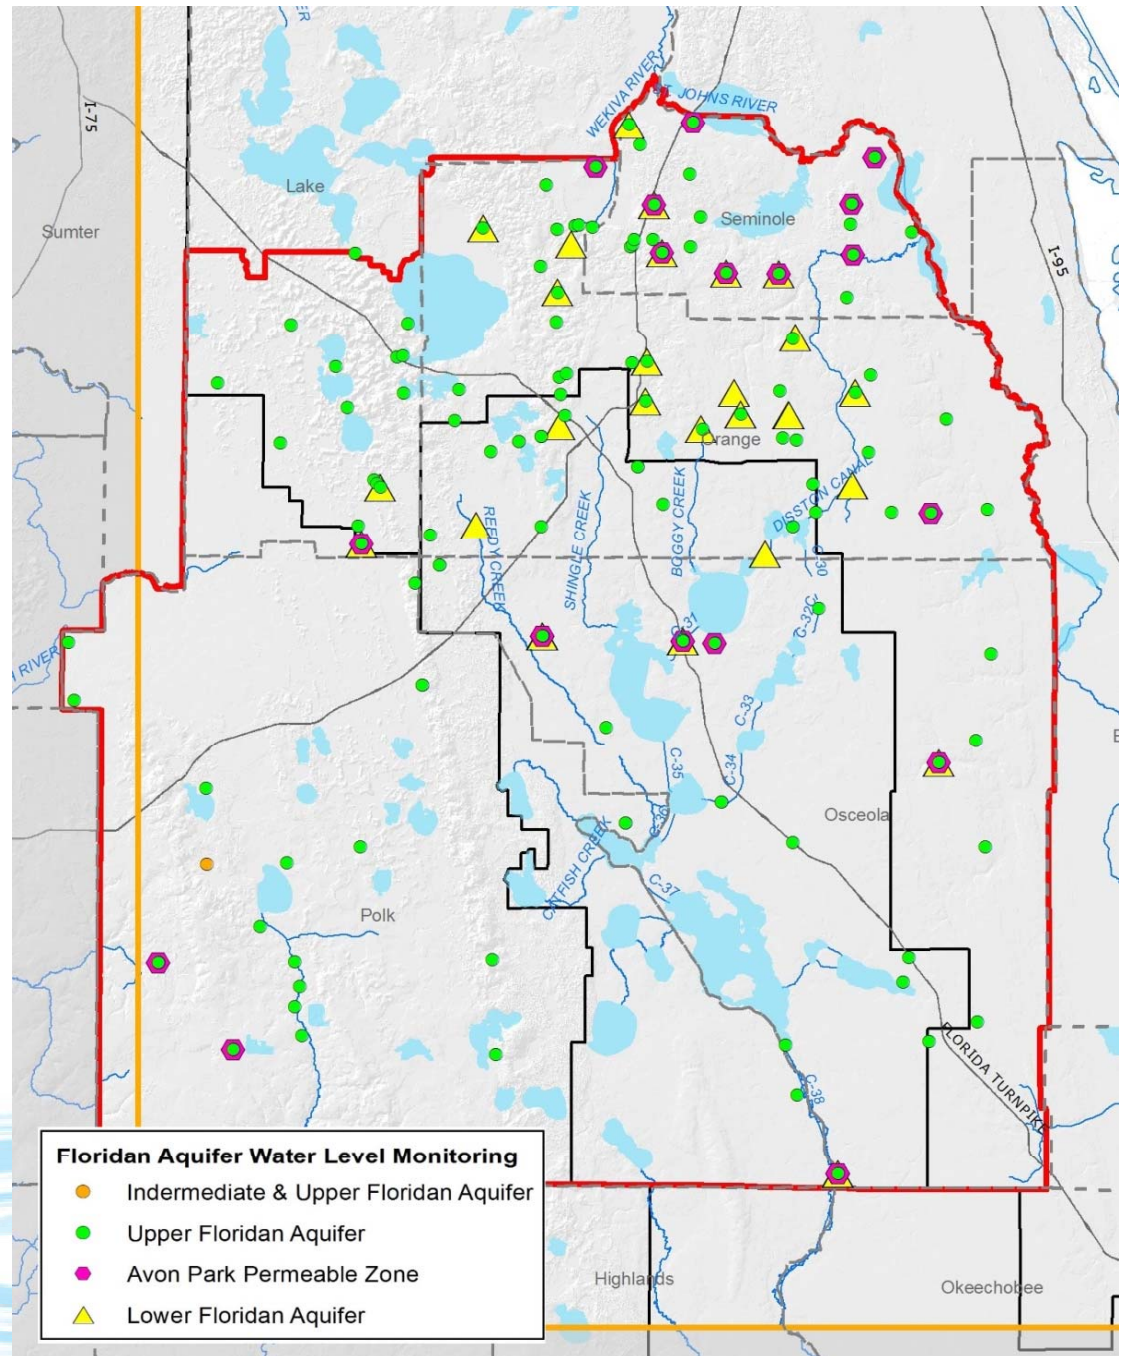 ER
I-75
WEKIVA RIVER
ST. JOHNS RIVER
Lake
Seminole
Sumter
I-95
Orange
REEDY CREEK
SHINGLE CREEK
BOGGY CREEK
DISSTON CANAL
C-30
C-32C
C-31
H RIVER
C-33
C-34
C-35
C-36
E
Osceola
CATFISH CREEK
C-37
Polk
FLORIDA TURNPIKE
C-38
Floridan Aquifer Water Level Monitoring
Indermediate & Upper Floridan Aquifer
Upper Floridan Aquifer
Avon Park Permeable Zone
Lower Floridan Aquifer
Highlands
Okeechobee